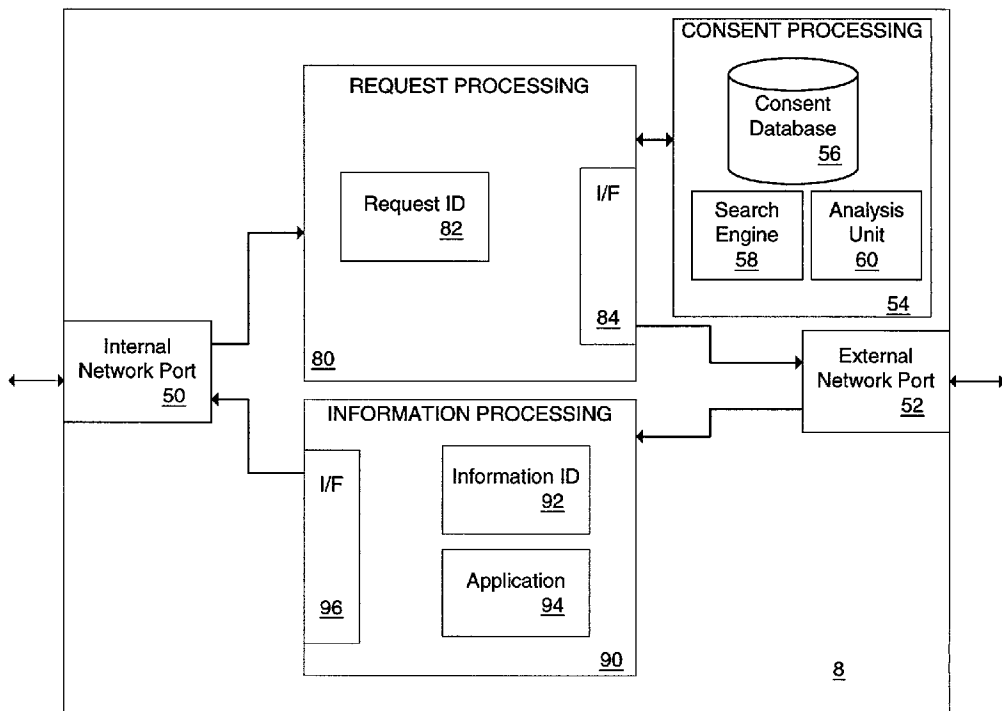 CONSENT PROCESSING
Consent
Database
56
Search
Engine
58
Analysis
Unit
60
54
REQUEST PROCESSING
Request ID
82
I/F
84
80
Internal
Network Port
50
External
Network Port
52
INFORMATION PROCESSING
I/F
96
Information ID
92
Application
94
90
8